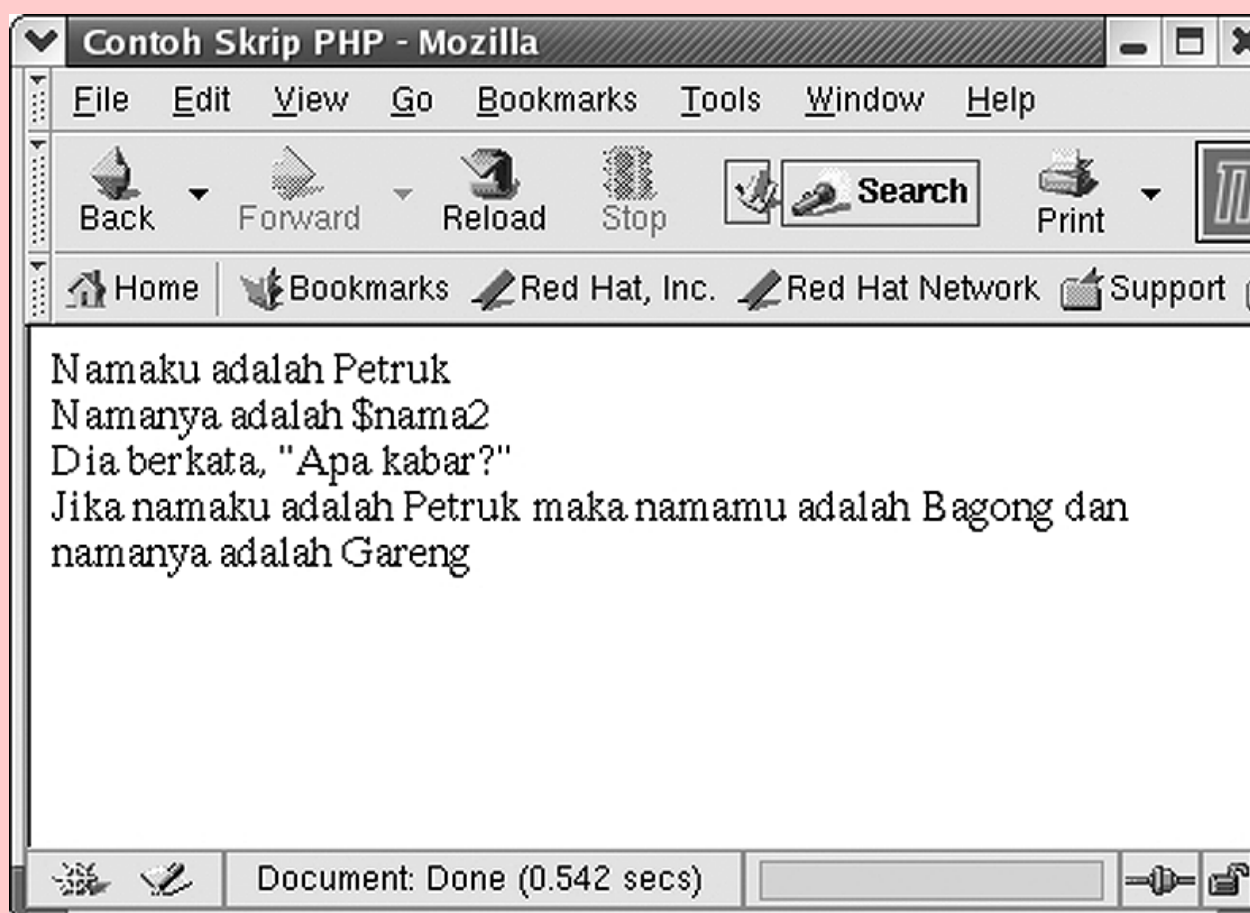 Contoh Skrip PHP - Mozilla
File Edit View Go Bookmarks Tools Window Help
Back Forward Reload Stop Search Print
Home Bookmarks Red Hat, Inc. Red Hat Network Support
Namaku adalah Petruk
Namanya adalah $nama2
Dia berkata, "Apa kabar?"
Jika namaku adalah Petruk maka namamu adalah Bagong dan
namanya adalah Gareng
Document: Done (0.542 secs)